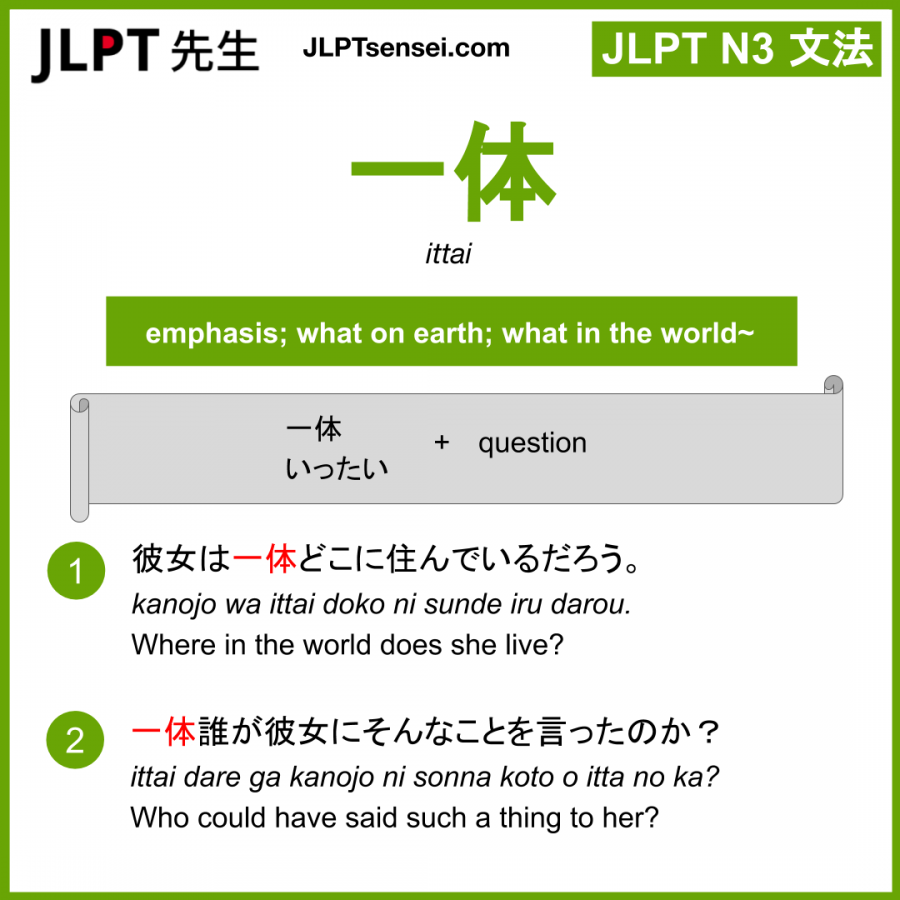 JLPT 先生
JLPTsensei.com
JLPT N3 文法
一体
ittai
emphasis; what on earth; what in the world~
一体
いったい
+ question
1
彼女は一体どこに住んでいるだろう。
kanojo wa ittai doko ni sunde iru darou.
Where in the world does she live?
2
一体誰が彼女にそんなことを言ったのか？
ittai dare ga kanojo ni sonna koto o itta no ka?
Who could have said such a thing to her?